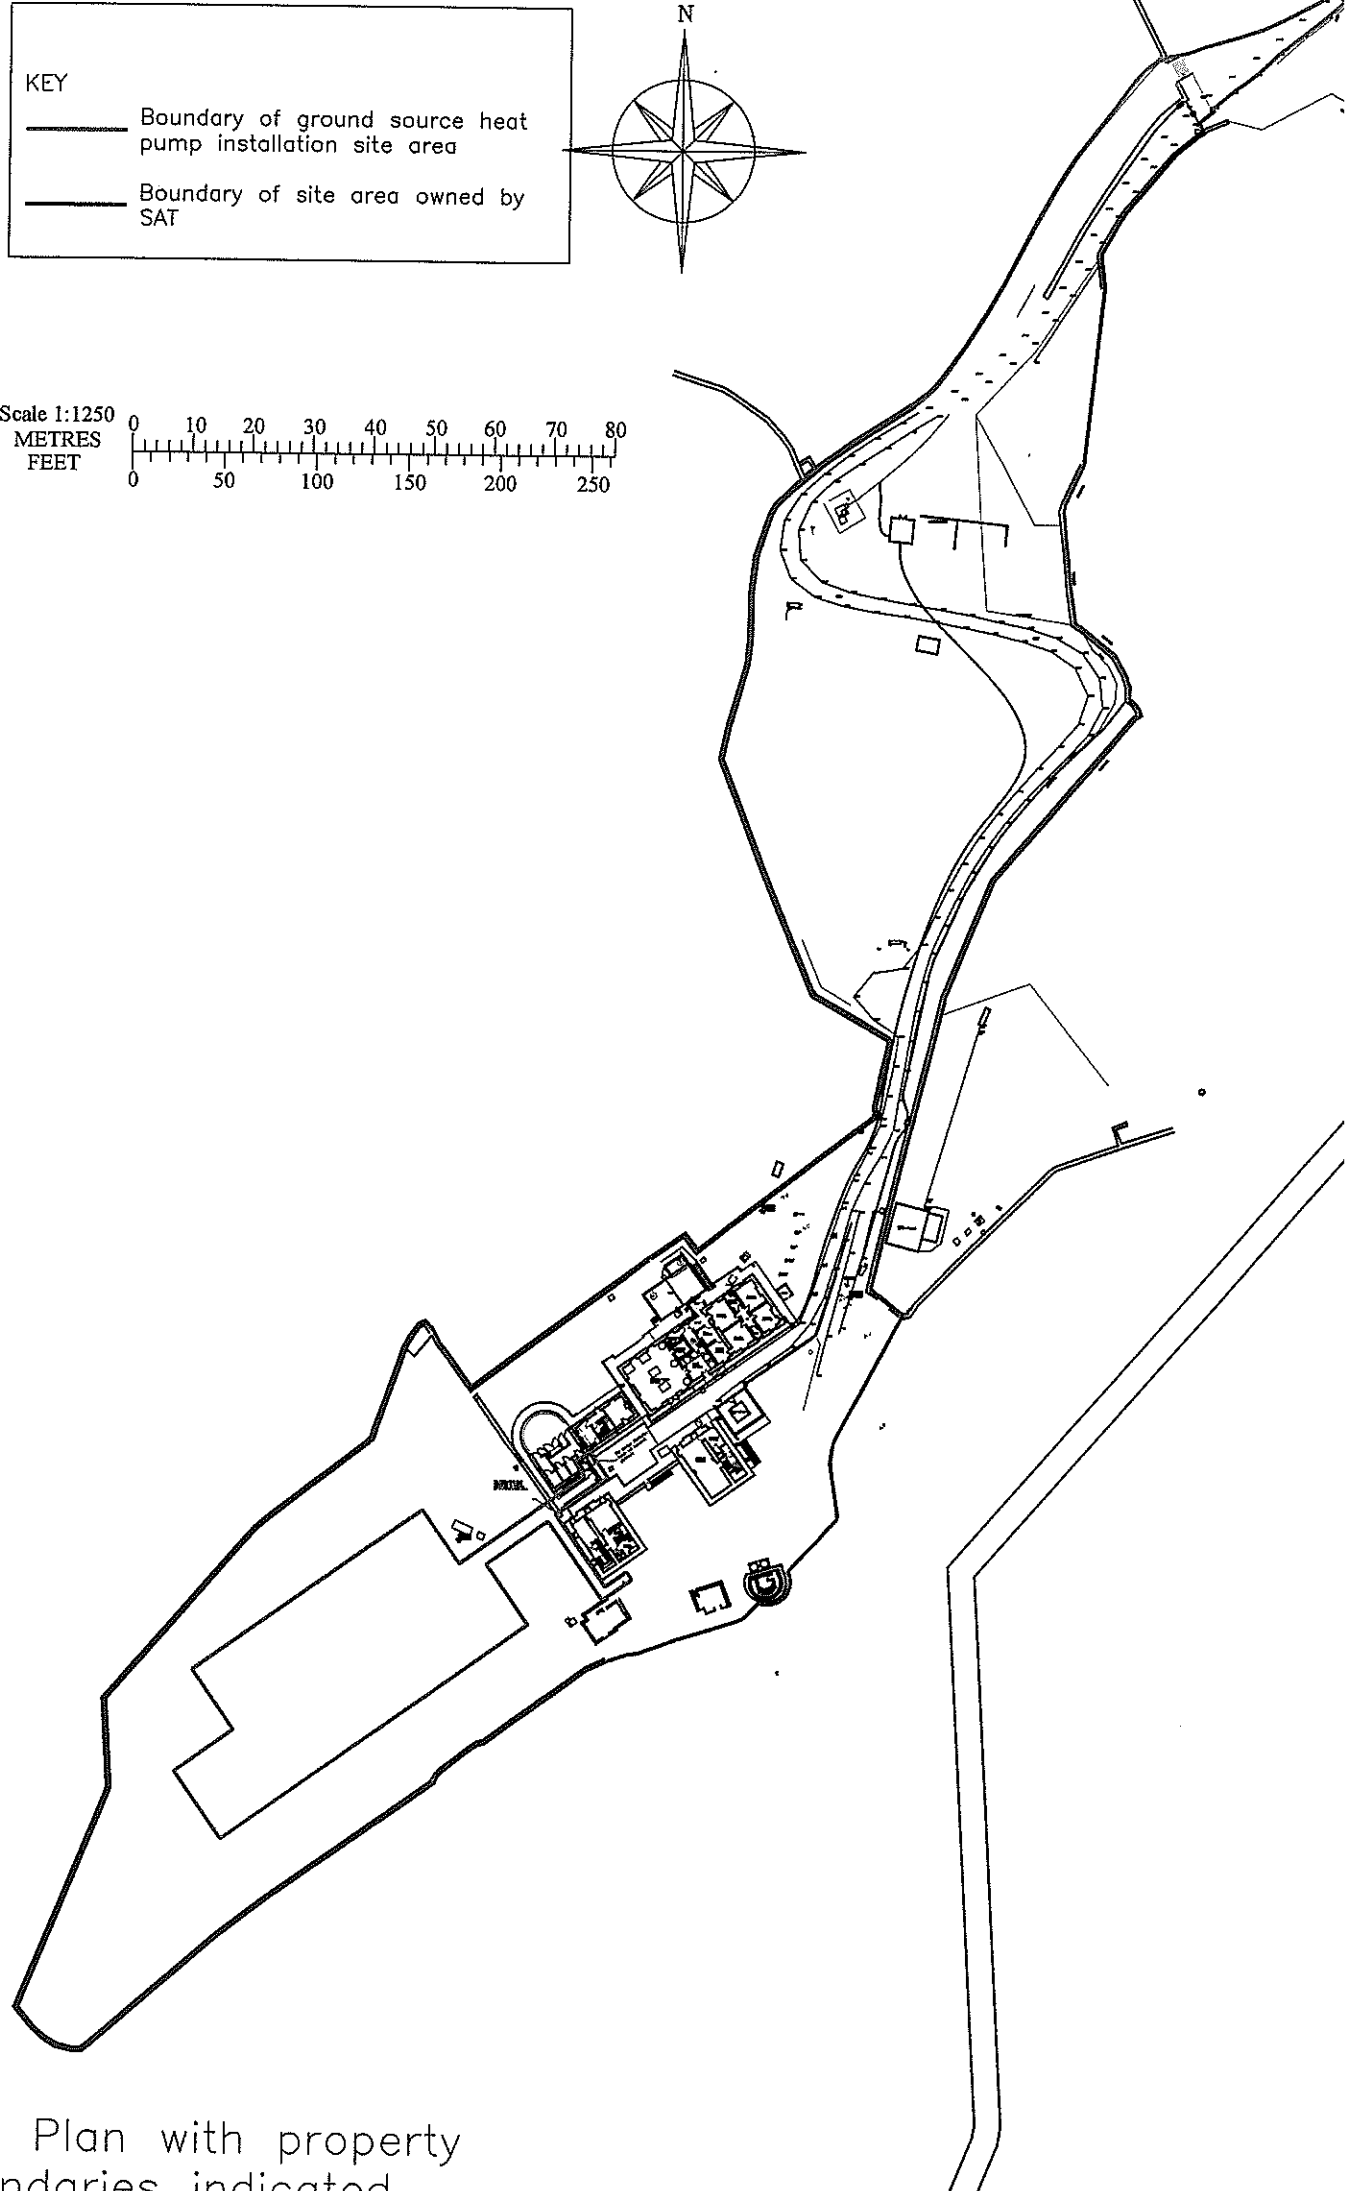 N
KEY
Boundary of ground source heat
pump installation site area
Boundary of site area owned by
SAT
Scale 1:1250
METRES
FEET
0 10 20 30 40 50 60 70 80
0 50 100 150 200 250
Plan with property
ndaries indicated